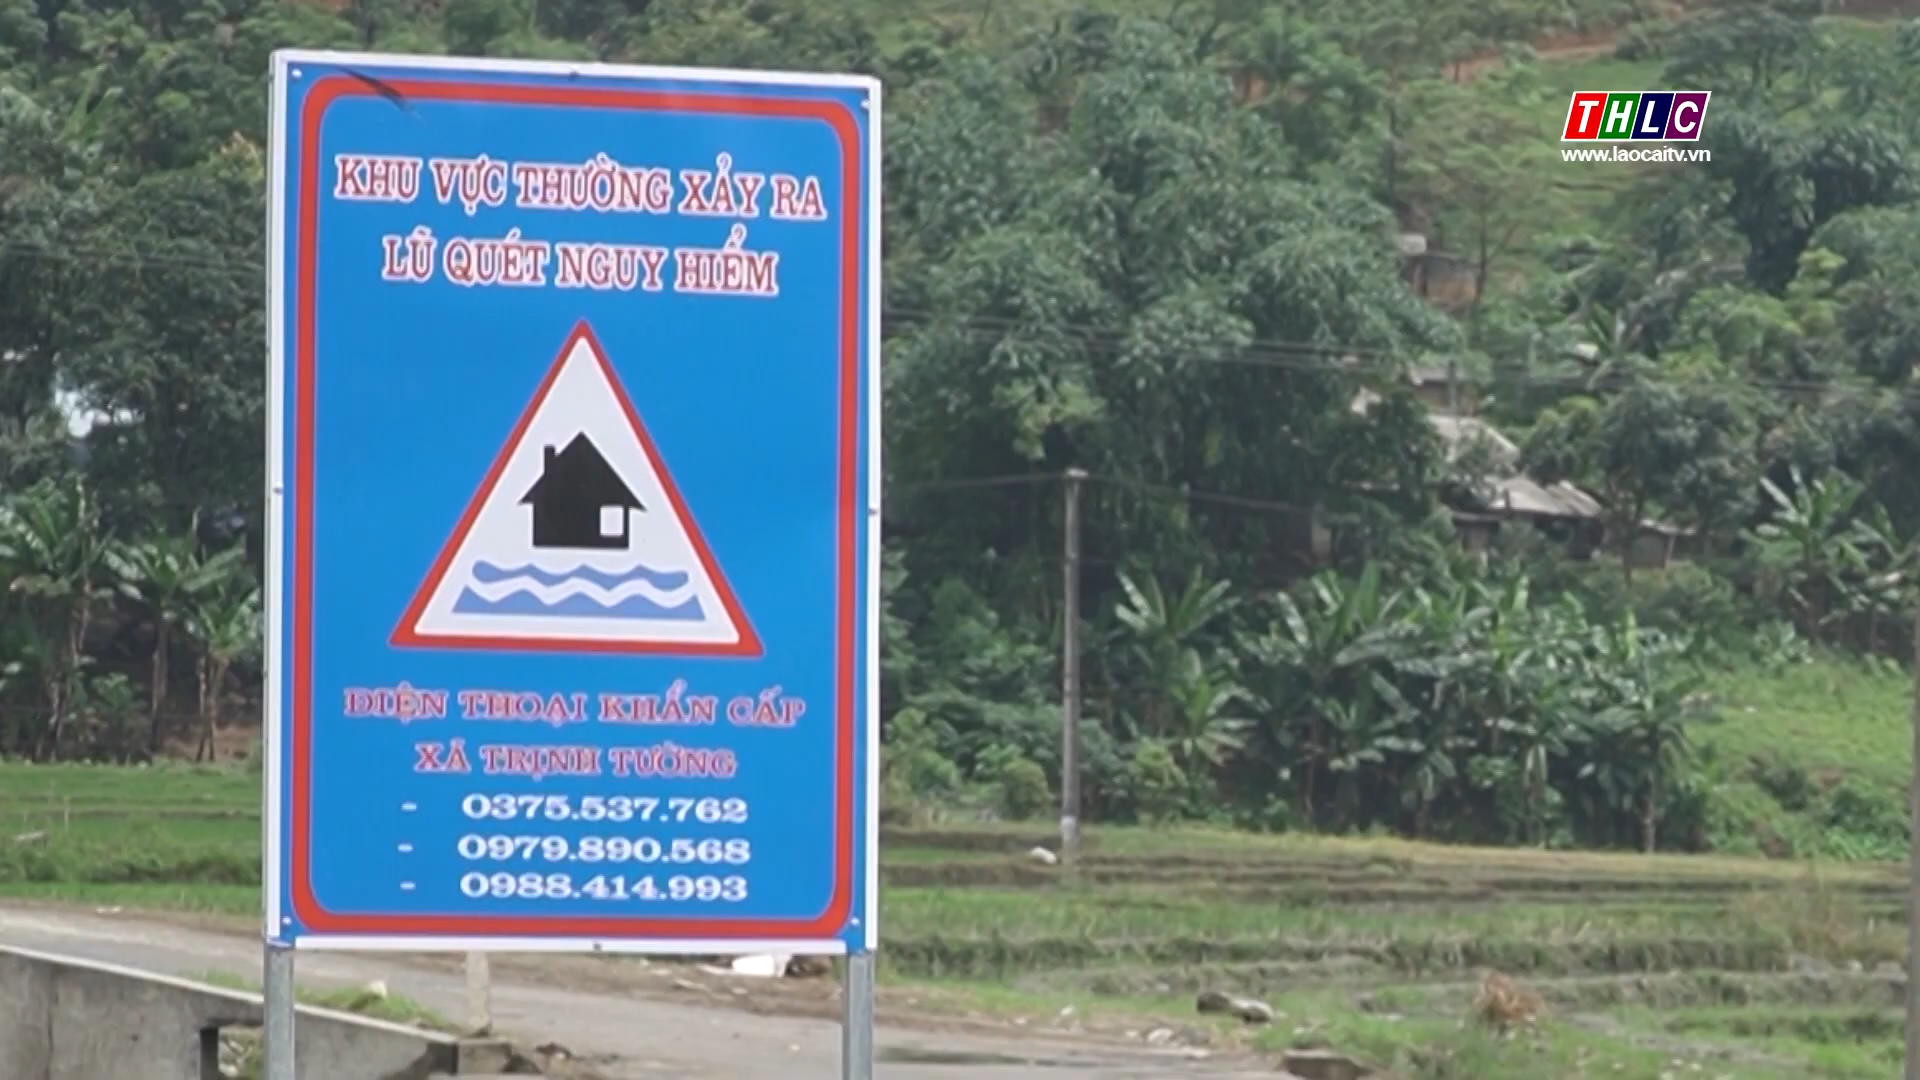 THLC
www.laocaitv.vn
KHU VỰC THƯỜNG XẢY RA
LŨ QUÉT NGUY HIỂM
ĐIỆN THOẠI KHẨN CẤP
XÃ TRỊNH TƯỜNG
- 0375.537.762
- 0979.890.568
- 0988.414.993